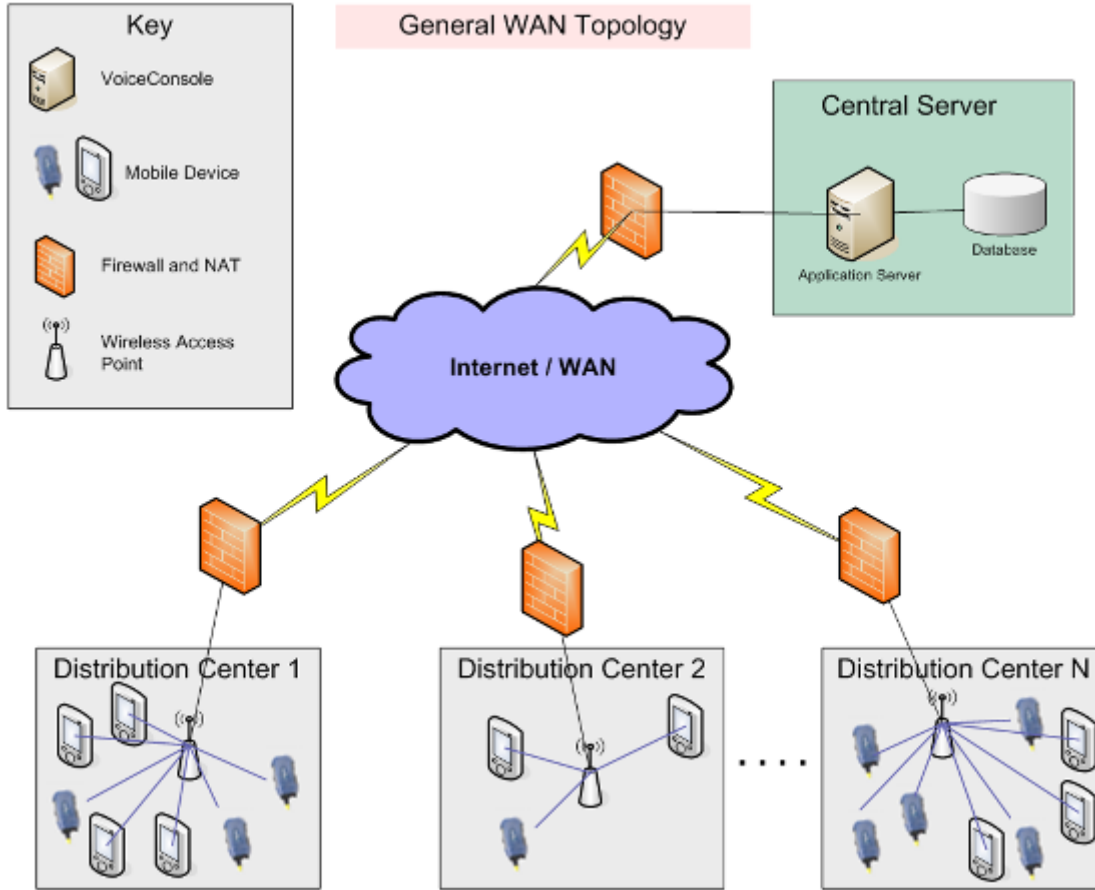 Key
VoiceConsole
Mobile Device
Firewall and NAT
Wireless Access
Point
General WAN Topology
Central Server
Application Server
Database
Internet / WAN
Distribution Center 1
Distribution Center 2
. . . .
Distribution Center N